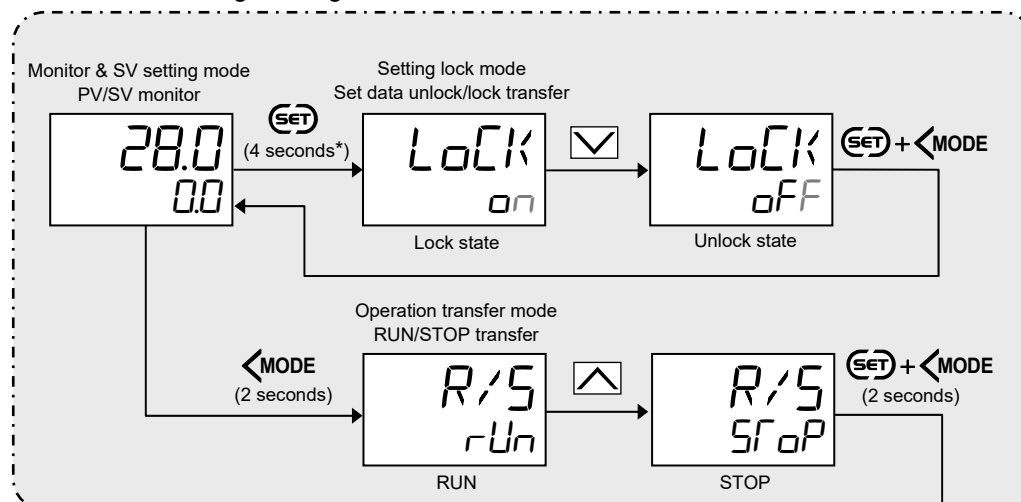 Monitor & SV setting mode
PV/SV monitor
28.0
0.0
SET
(4 seconds*)
Setting lock mode
Set data unlock/lock transfer
LoCK
on
Lock state
LoCK
oFF
Unlock state
SET + <MODE
<MODE
(2 seconds)
Operation transfer mode
RUN/STOP transfer
R/S
rUn
RUN
R/S
SToP
STOP
SET + <MODE
(2 seconds)